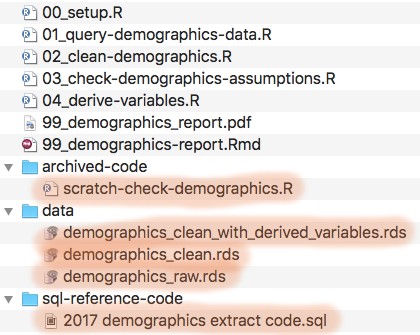 00_setup.R
01_query-demographics-data.R
02_clean-demographics.R
03_check-demographics-assumptions.R
04_derive-variables.R
99_demographics_report.pdf
99_demographics-report.Rmd
archived-code
scratch-check-demographics.R
data
demographics_clean_with_derived_variables.rds
demographics_clean.rds
demographics_raw.rds
sql-reference-code
2017 demographics extract code.sql